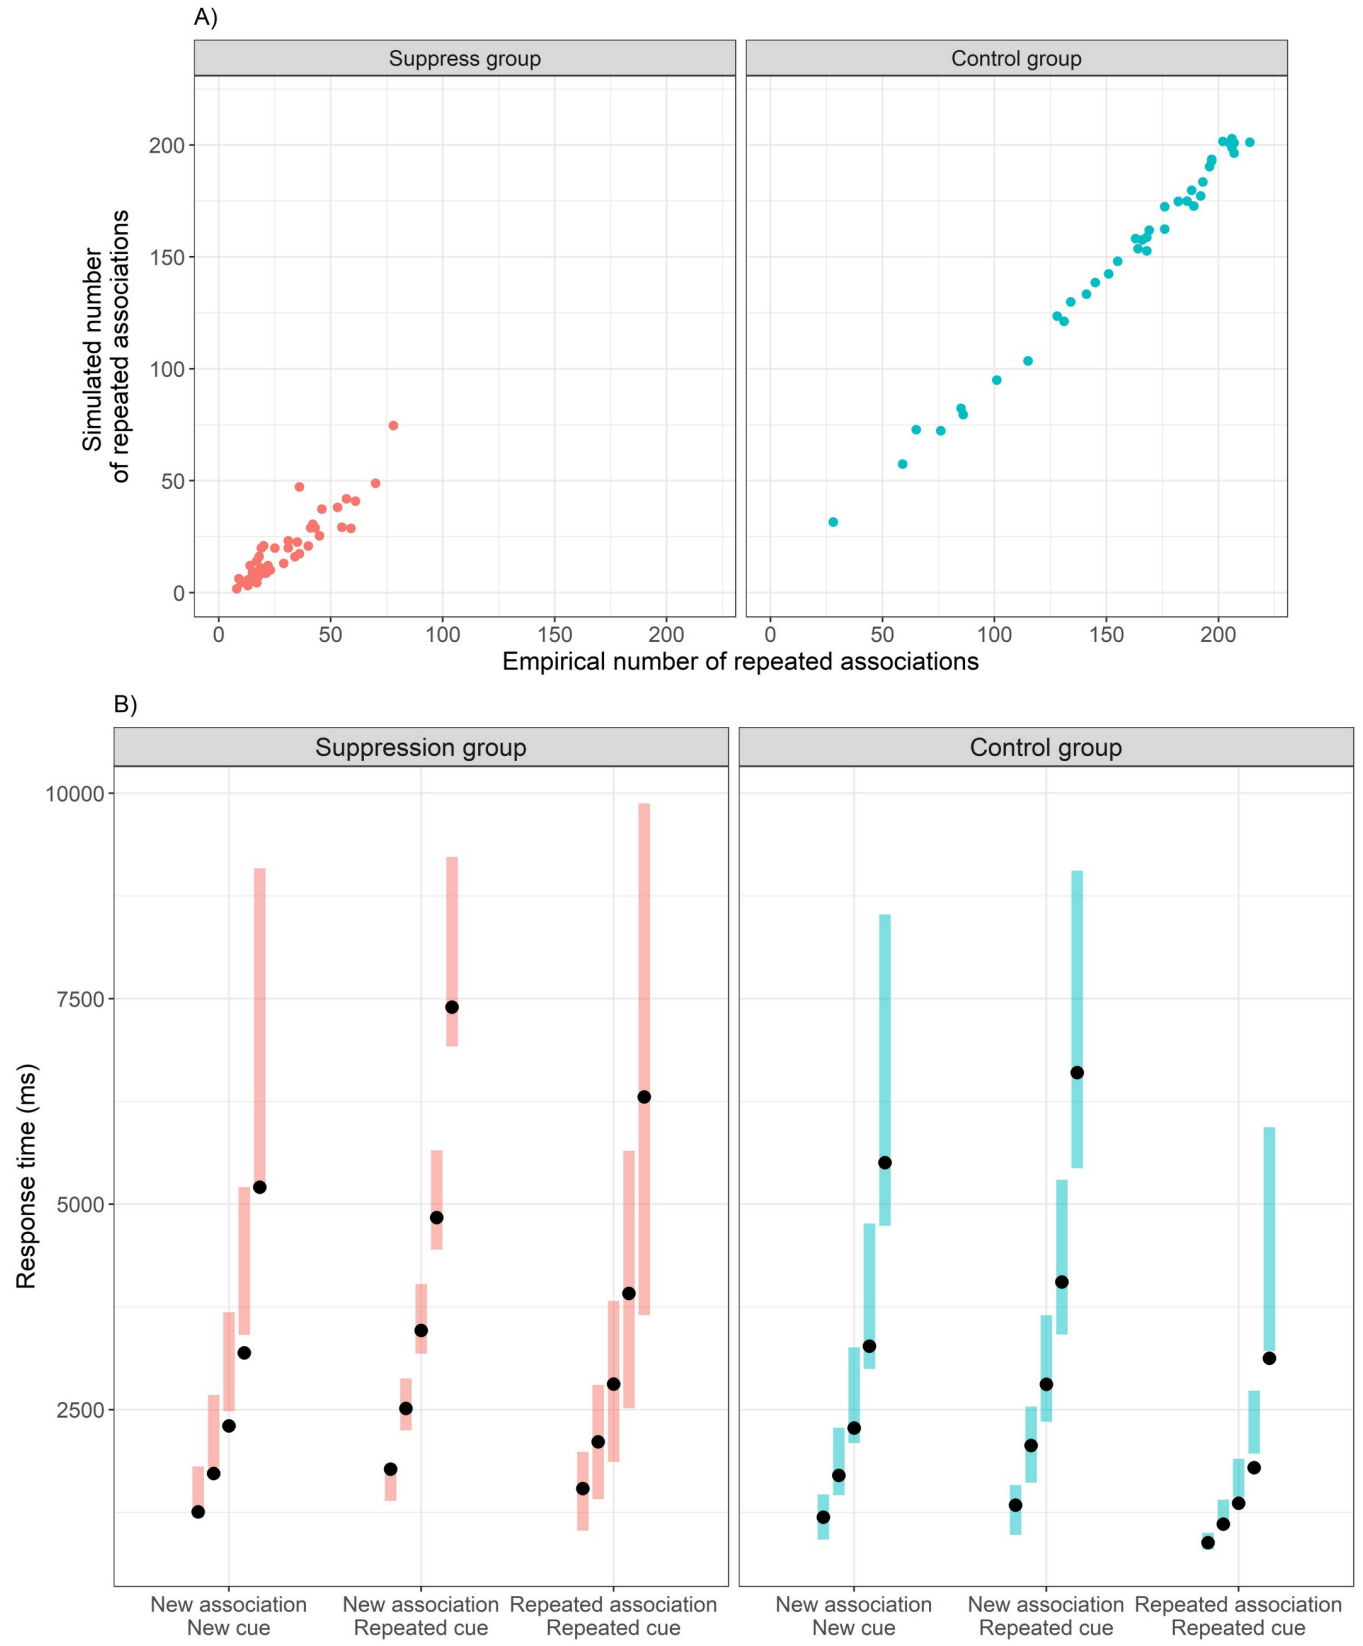 A)
Suppress group
Control group
Simulated number
of repeated associations
200
150
100
50
0
0 50 100 150 200
0 50 100 150 200
Empirical number of repeated associations
B)
Suppression group
Control group
Response time (ms)
10000
7500
5000
2500
New association
New cue
New association
Repeated cue
Repeated association
Repeated cue
New association
New cue
New association
Repeated cue
Repeated association
Repeated cue